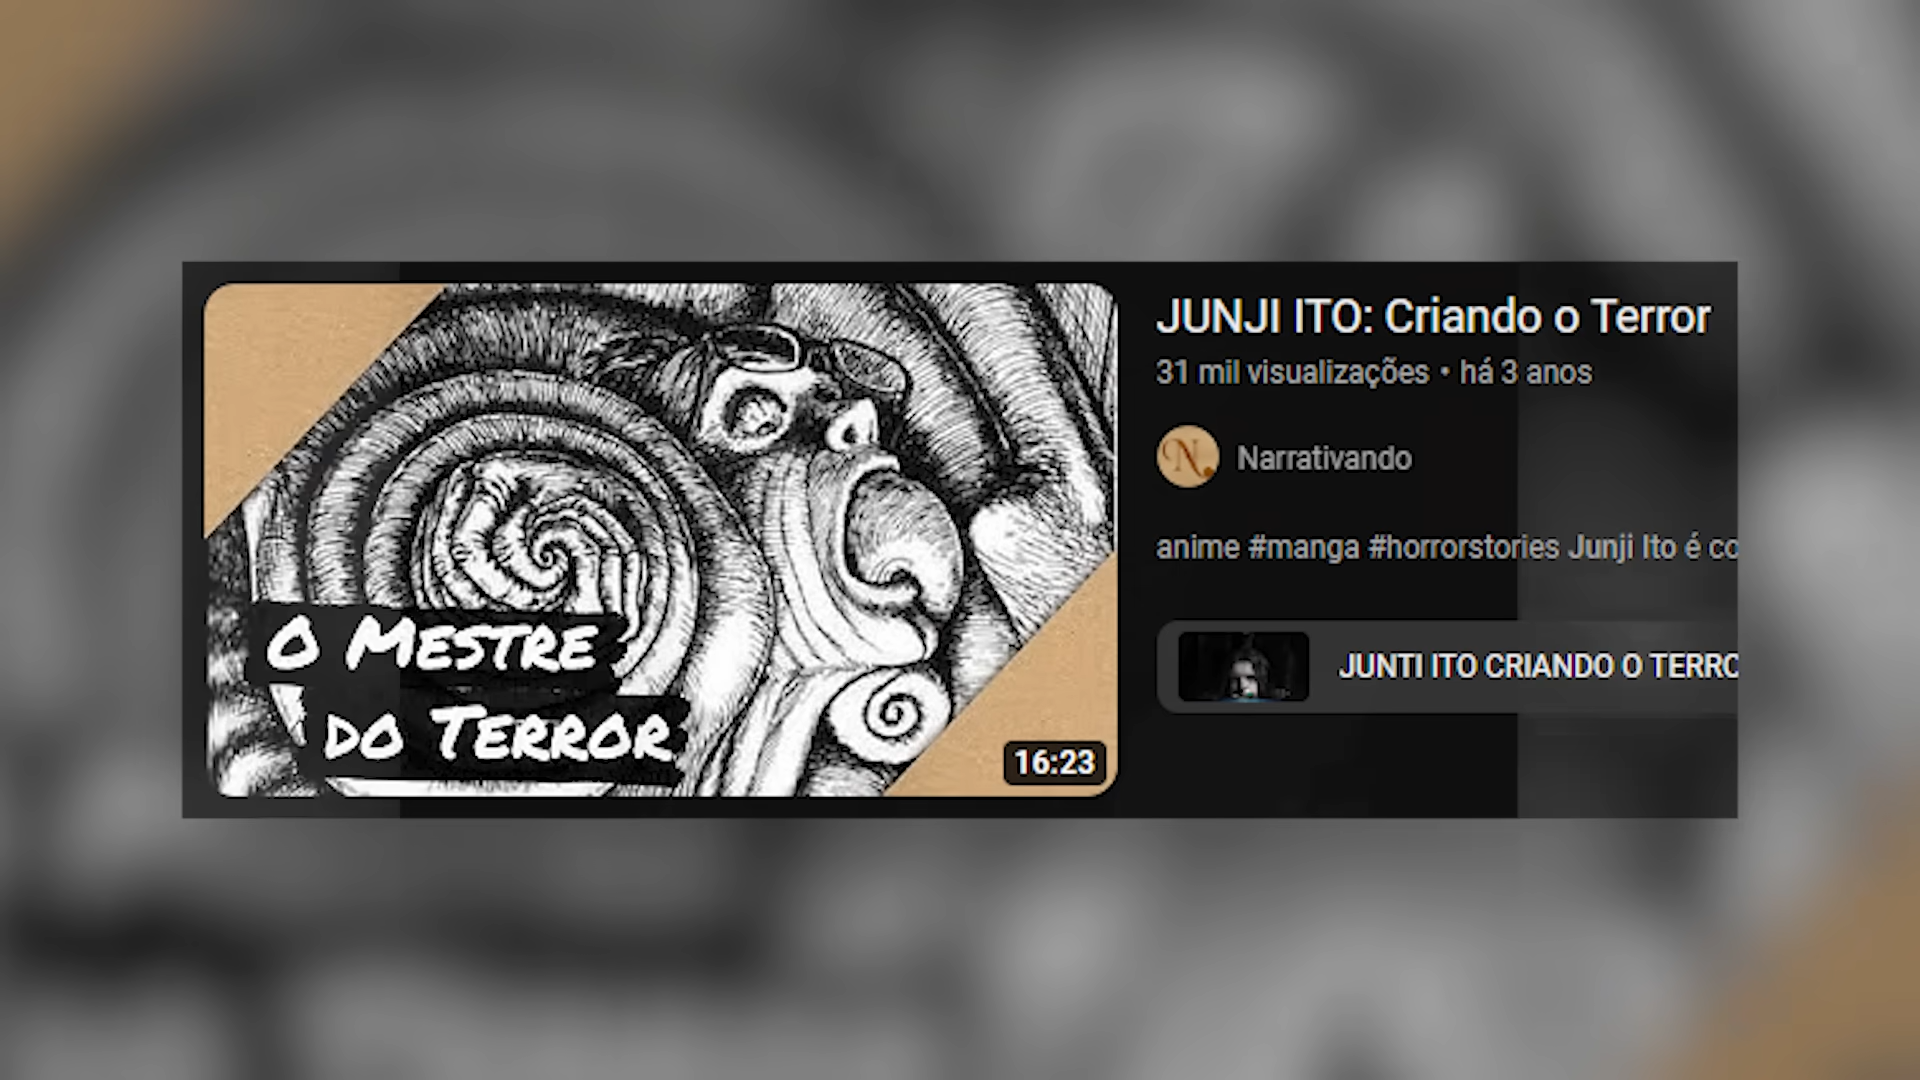 O MESTRE
DO TERROR
16:23
JUNJI ITO: Criando o Terror
31 mil visualizações • há 3 anos
N.
Narrativando
anime #manga #horrorstories Junji Ito é co
JUNTI ITO CRIANDO O TERRO